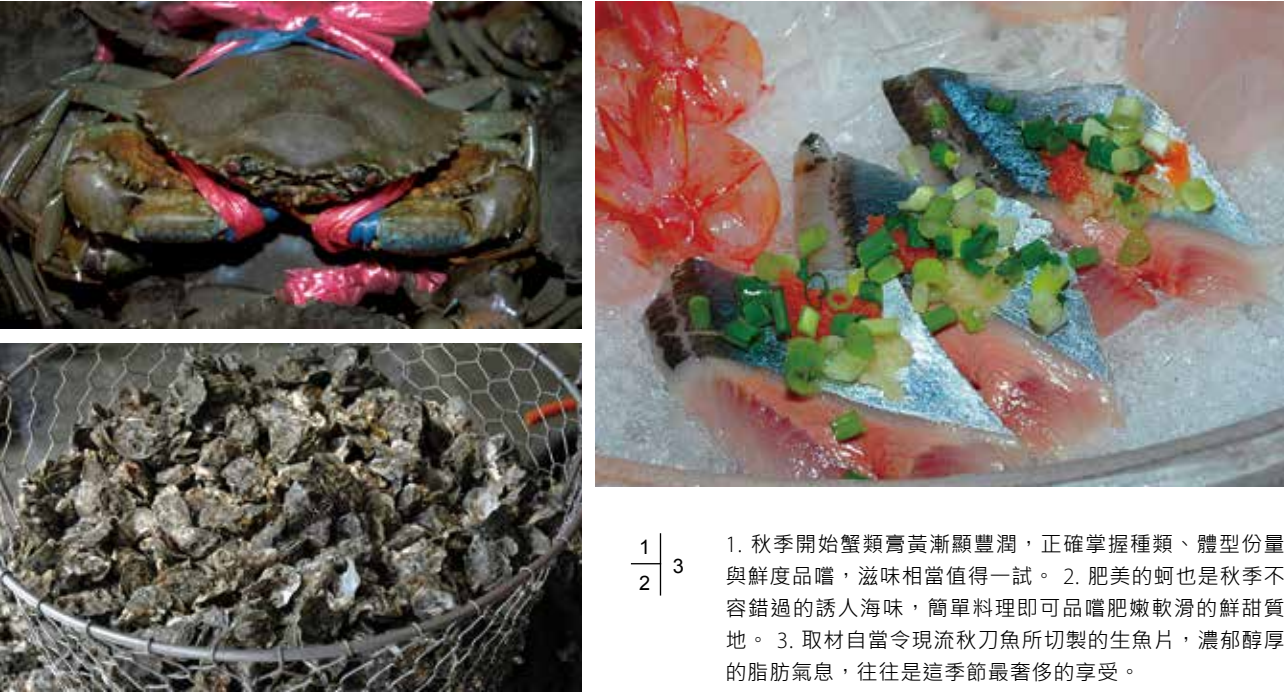 1
2
3
1. 秋季開始蟹類膏黃漸顯豐潤，正確掌握種類、體型份量
與鮮度品嚐，滋味相當值得一試。 2. 肥美的蚵也是秋季不
容錯過的誘人海味，簡單料理即可品嚐肥嫩軟滑的鮮甜質
地。 3. 取材自當令現流秋刀魚所切製的生魚片，濃郁醇厚
的脂肪氣息，往往是這季節最奢侈的享受。